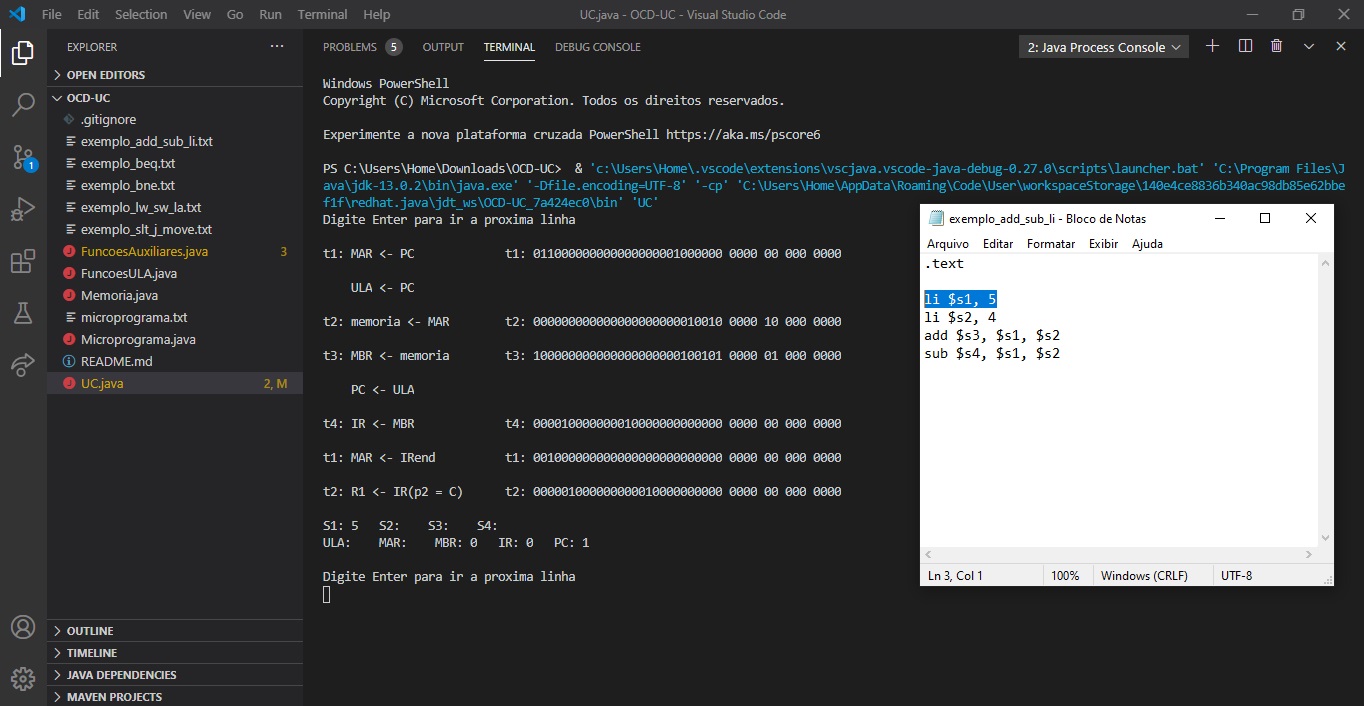 File Edit Selection View Go Run Terminal Help UC.java - OCD-UC - Visual Studio Code
EXPLORER
OPEN EDITORS
OCD-UC
.gitignore
exemplo_add_sub_li.txt
exemplo_beq.txt
exemplo_bne.txt
exemplo_lw_sw_la.txt
exemplo_slt_j_move.txt
FuncoesAuxiliares.java 3
FuncoesULA.java
Memoria.java
microprograma.txt
Microprograma.java
README.md
UC.java 2, M
1
OUTLINE
TIMELINE
JAVA DEPENDENCIES
MAVEN PROJECTS
PROBLEMS 5 OUTPUT TERMINAL DEBUG CONSOLE 2: Java Process Console
Windows PowerShell
Copyright (C) Microsoft Corporation. Todos os direitos reservados.
Experimente a nova plataforma cruzada PowerShell https://aka.ms/pscore6
PS C:\Users\Home\Downloads\OCD-UC> & 'c:\Users\Home\.vscode\extensions\vscjava.vscode-java-debug-0.27.0\scripts\launcher.bat' 'C:\Program Files\J
ava\jdk-13.0.2\bin\java.exe' '-Dfile.encoding=UTF-8' '-cp' 'C:\Users\Home\AppData\Roaming\Code\User\workspaceStorage\140e4ce8836b340ac98db85e62bbe
f1f\redhat.java\jdt_ws\OCD-UC_7a424ec0\bin' 'UC'
Digite Enter para ir a proxima linha
t1: MAR <- PC t1: 011000000000000000001000000 0000 00 000 0000
ULA <- PC
t2: memoria <- MAR t2: 000000000000000000000010010 0000 10 000 0000
t3: MBR <- memoria t3: 100000000000000000000100101 0000 01 000 0000
PC <- ULA
t4: IR <- MBR t4: 000010000000010000000000000 0000 00 000 0000
t1: MAR <- IRend t1: 001000000000000000000000000 0000 00 000 0000
t2: R1 <- IR(p2 = C) t2: 000000100000000010000000000 0000 00 000 0000
S1: 5 S2: S3: S4:
ULA: MAR: MBR: 0 IR: 0 PC: 1
Digite Enter para ir a proxima linha
exemplo_add_sub_li - Bloco de Notas
Arquivo Editar Formatar Exibir Ajuda
.text
li $s1, 5
li $s2, 4
add $s3, $s1, $s2
sub $s4, $s1, $s2
Ln 3, Col 1 100% Windows (CRLF) UTF-8